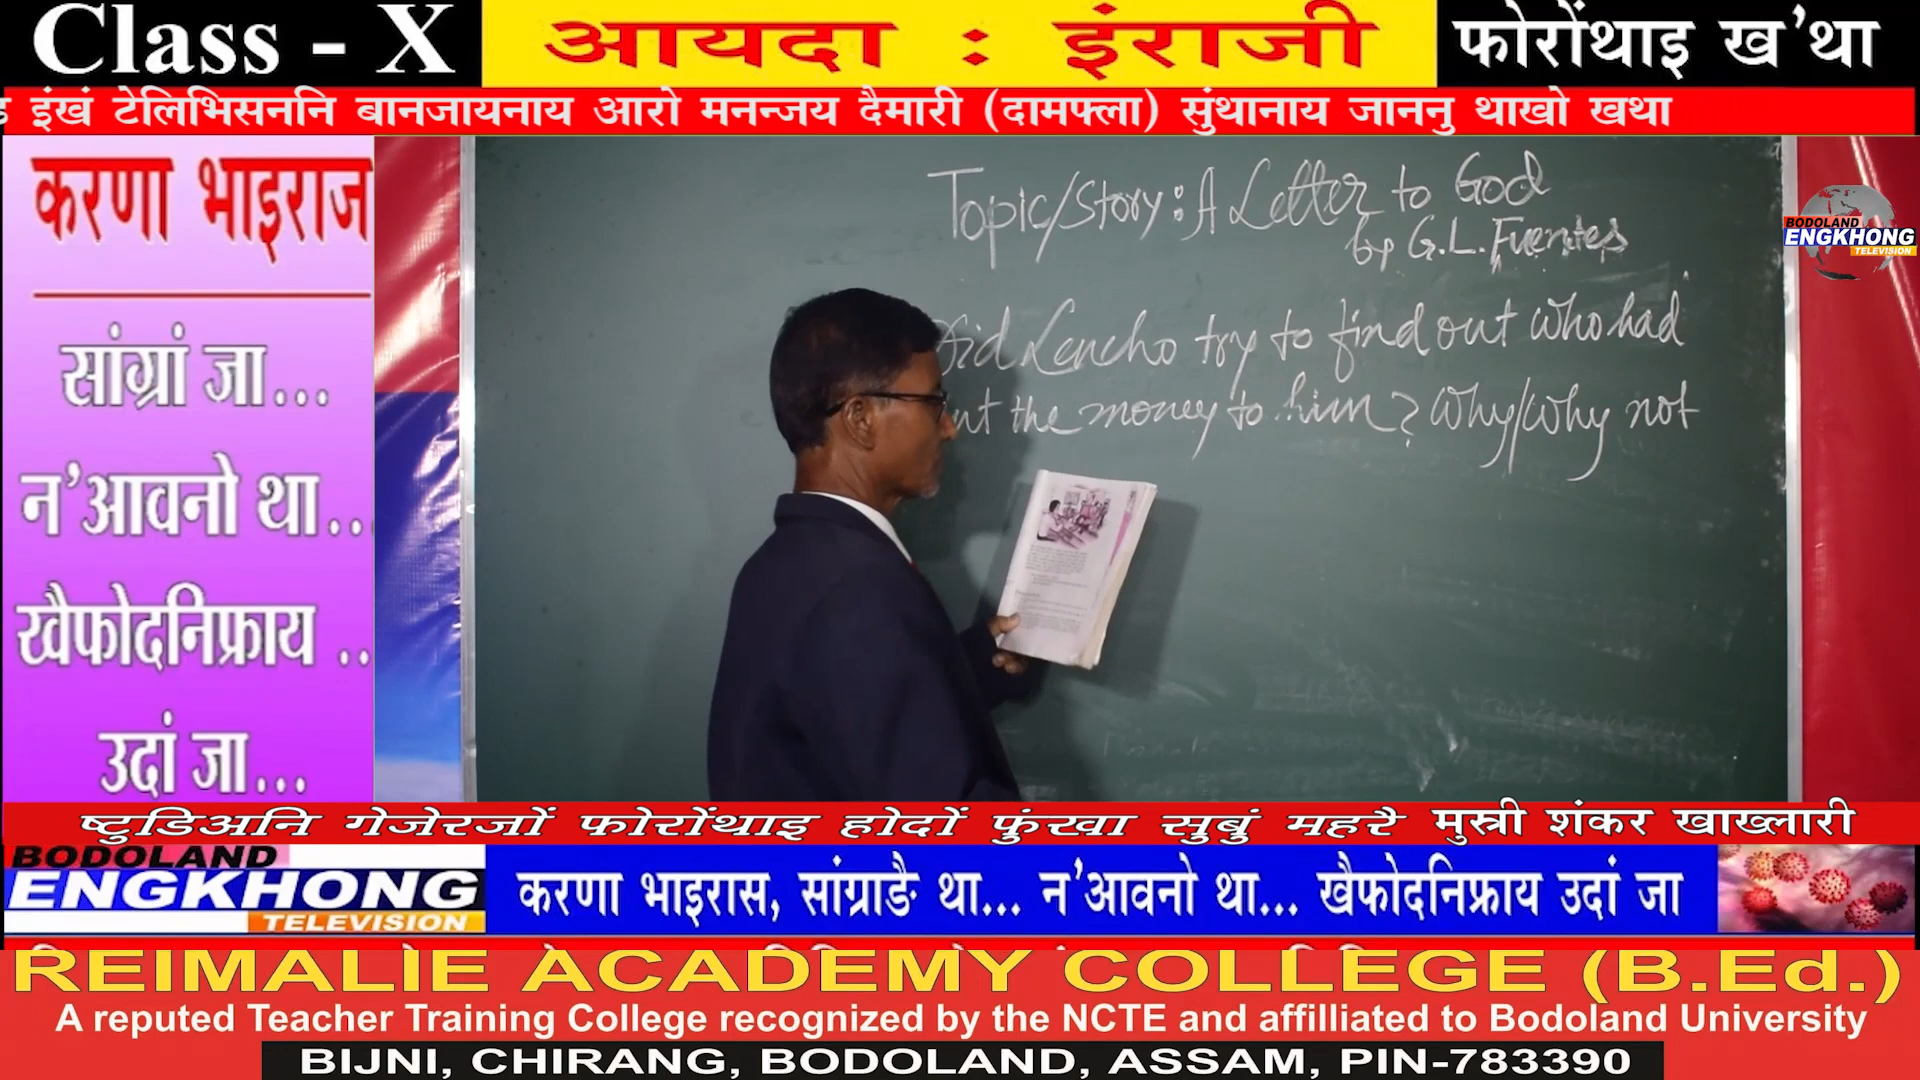 Class - X
आयदा : इंराजी
फोरोंथाइ ख’था
इंखं टेलिभिसननि बानजायनाय आरो मनन्जय दैमारी (दामफ्ला) सुंथानाय जाननु थाखो खथा
करणा भाइराज
सांग्रां जा...
न’आवनो था...
खैफोदनिफ्राय ..
उदां जा...
Topic/Story: A Letter to God
by G.L. Fuentes
Did Lencho try to find out who had
the money to him? Why/Why not
BODOLAND
ENGKHONG
TELEVISION
ष्टुडिअनि गेजेरजों फोरोंथाइ होदों फुंखा सुबुं महरै मुस्री शंकर खाख्लारी
BODOLAND
ENGKHONG
TELEVISION
करणा भाइरास, सांग्राङै था... न’आवनो था... खैफोदनिफ्राय उदां जा
REIMALIE ACADEMY COLLEGE (B.Ed.)
A reputed Teacher Training College recognized by the NCTE and affilliated to Bodoland University
BIJNI, CHIRANG, BODOLAND, ASSAM, PIN-783390